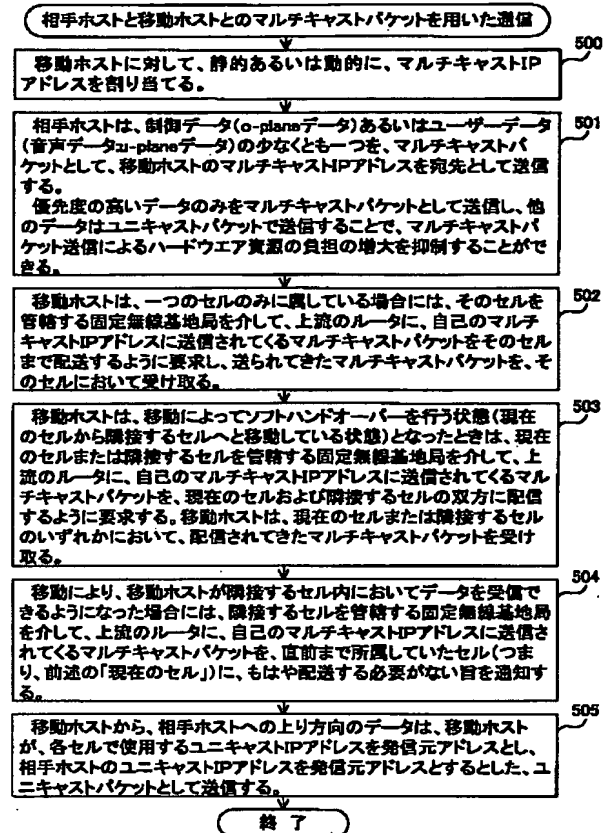 相手ホストと移動ホストとのマルチキャストパケットを用いた通信
500
移動ホストに対して、静的あるいは動的に、マルチキャストIP
アドレスを割り当てる。
501
相手ホストは、制御データ(c-planeデータ)あるいはユーザーデータ
(音声データ:u-planeデータ)の少なくとも一つを、マルチキャストパ
ケットとして、移動ホストのマルチキャストIPアドレスを宛先として送信
する。
優先度の高いデータのみをマルチキャストパケットとして送信し、他
のデータはユニキャストパケットで送信することで、マルチキャストパ
ケット送信によるハードウエア資源の負担の増大を抑制することがで
きる。
502
移動ホストは、一つのセルのみに属している場合には、そのセルを
管轄する固定無線基地局を介して、上流のルータに、自己のマルチ
キャストIPアドレスに送信されてくるマルチキャストパケットをそのセル
まで配送するように要求し、送られてきたマルチキャストパケットを、そ
のセルにおいて受け取る。
503
移動ホストは、移動によってソフトハンドオーバーを行う状態(現在
のセルから隣接するセルへと移動している状態)となったときは、現在
のセルまたは隣接するセルを管轄する固定無線基地局を介して、上
流のルータに、自己のマルチキャストIPアドレスに送信されてくるマル
チキャストパケットを、現在のセルおよび隣接するセルの双方に配信
するように要求する。移動ホストは、現在のセルまたは隣接するセル
のいずれかにおいて、配信されてきたマルチキャストパケットを受け
取る。
504
移動により、移動ホストが隣接するセル内においてデータを受信で
きるようになった場合には、隣接するセルを管轄する固定無線基地局
を介して、上流のルータに、自己のマルチキャストIPアドレスに送信さ
れてくるマルチキャストパケットを、直前まで所属していたセル(つま
り、前述の「現在のセル」)に、もはや配送する必要がない旨を通知す
る。
505
移動ホストから、相手ホストへの上り方向のデータは、移動ホスト
が、各セルで使用するユニキャストIPアドレスを発信元アドレスとし、
相手ホストのユニキャストIPアドレスを発信元アドレスとするとした、ユ
ニキャストパケットとして送信する。
終了